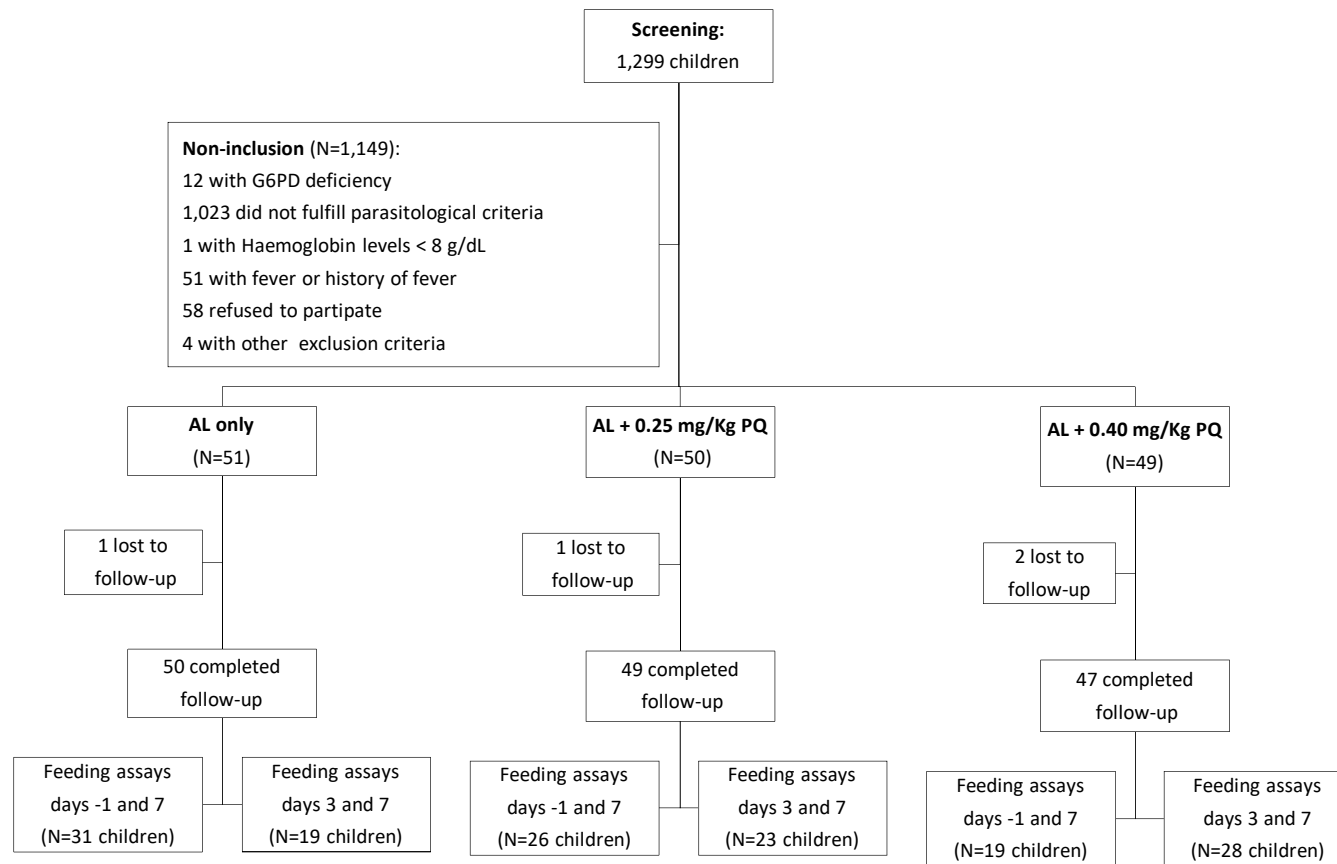 Screening:
1,299 children
Non-inclusion (N=1,149):
12 with G6PD deficiency
1,023 did not fulfill parasitological criteria
1 with Haemoglobin levels < 8 g/dL
51 with fever or history of fever
58 refused to partipate
4 with other exclusion criteria
AL only
(N=51)
AL + 0.25 mg/Kg PQ
(N=50)
AL + 0.40 mg/Kg PQ
(N=49)
1 lost to
follow-up
1 lost to
follow-up
2 lost to
follow-up
50 completed
follow-up
49 completed
follow-up
47 completed
follow-up
Feeding assays
days -1 and 7
(N=31 children)
Feeding assays
days 3 and 7
(N=19 children)
Feeding assays
days -1 and 7
(N=26 children)
Feeding assays
days 3 and 7
(N=23 children)
Feeding assays
days -1 and 7
(N=19 children)
Feeding assays
days 3 and 7
(N=28 children)